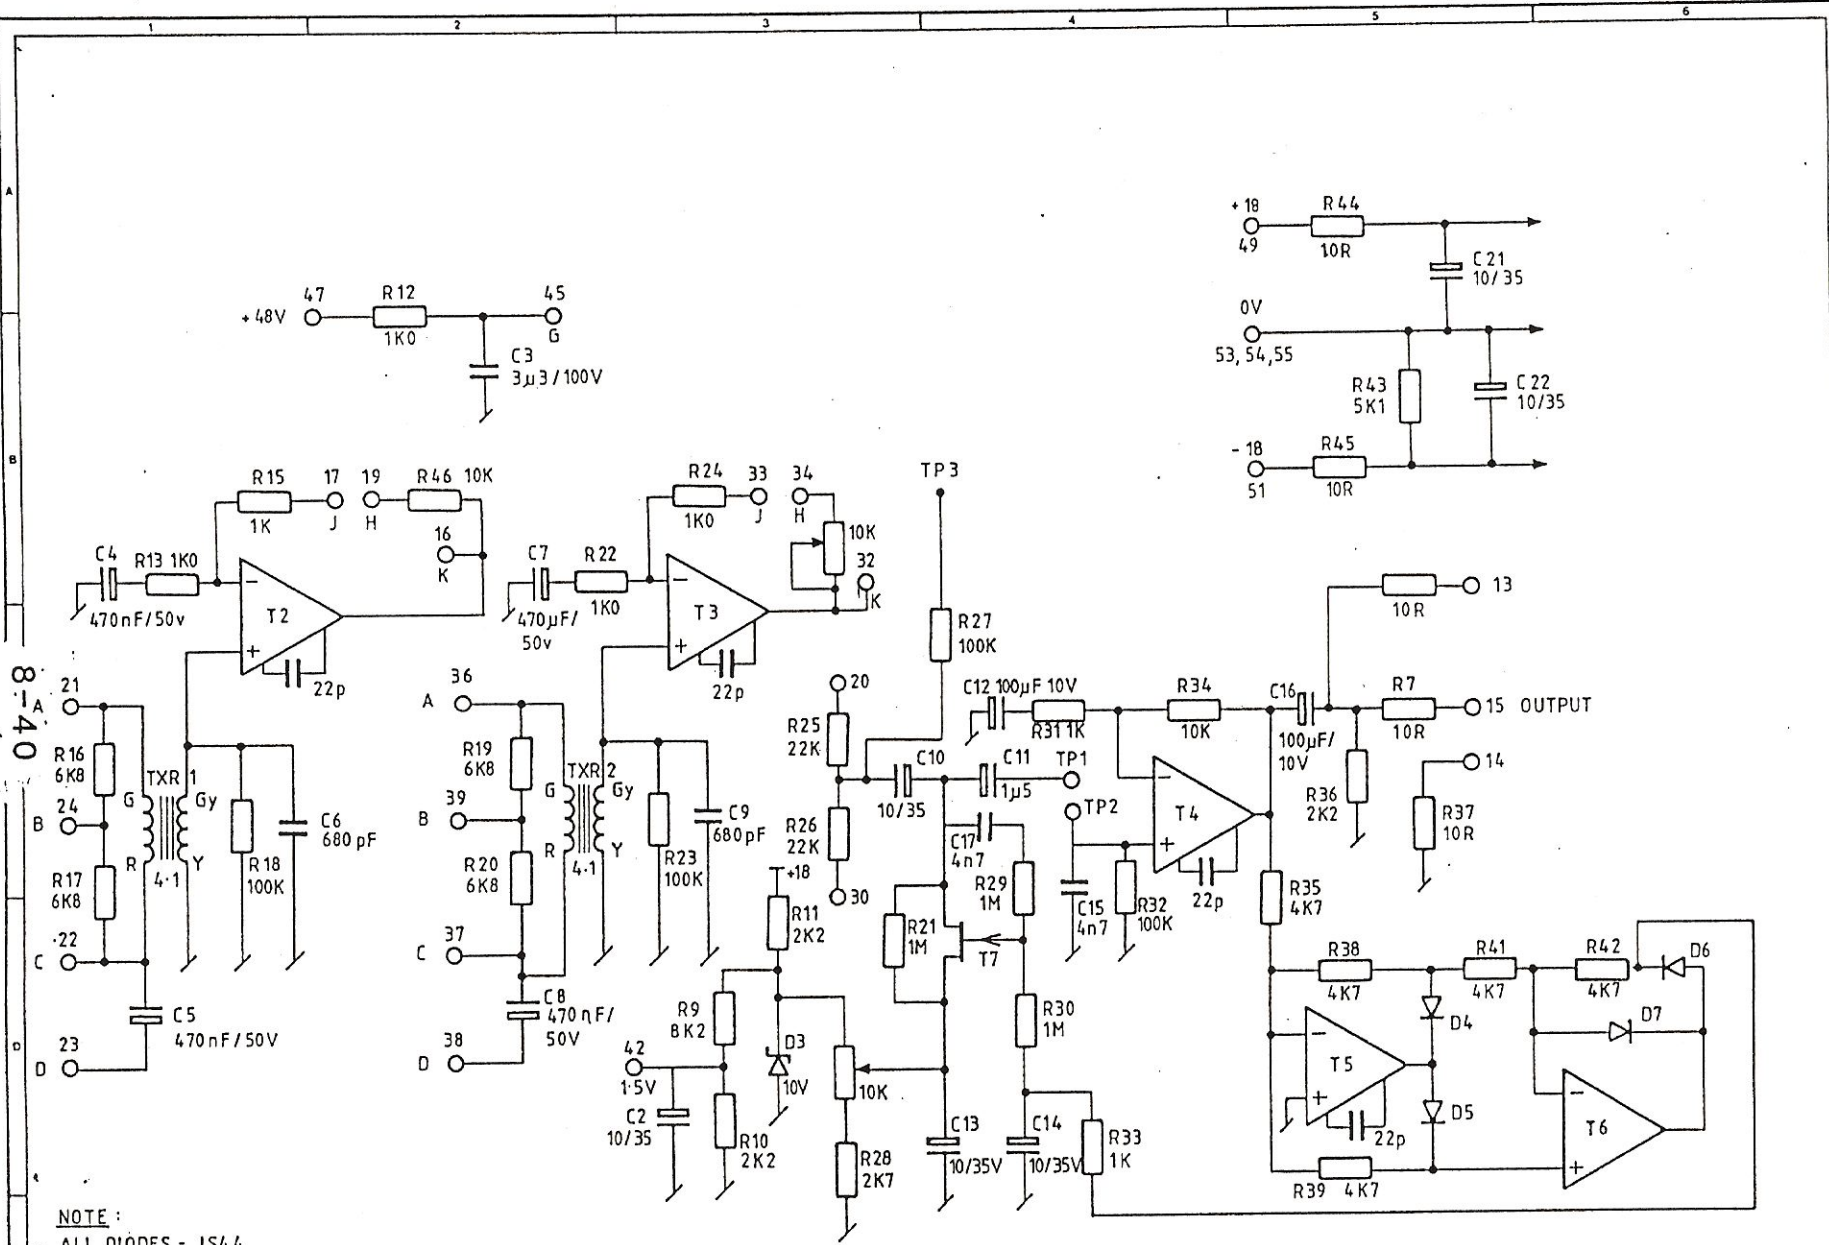 1 2 3 4 5 6
A
B
D
8-40
+18
49
R44
10R
C21
10/35
0V
53, 54, 55
R43
5K1
C22
10/35
-18
51
R45
10R
47
+48V
R12
1K0
45
G
C3
3µ3/100V
R15
1K
17
J
19
H
R46 10K
16
K
C4
470nF/50v
R13 1K0
T2
-
+
22p
21
A
R16
6K8
24
B
R17
6K8
22
C
23
D
TXR 1
G
R
Gy
Y
4.1
R18
100K
C6
680pF
C5
470nF/50V
R24
1K0
33
J
34
H
10K
32
K
C7
470µF/
50v
R22
1K0
T3
-
+
22p
36
A
R19
6K8
39
B
R20
6K8
37
C
38
D
TXR 2
G
R
Gy
Y
4.1
R23
100K
C9
680pF
C8
470nF/
50V
TP3
R27
100K
20
R25
22K
R26
22K
30
C10
10/35
C11
1µ5
TP1
TP2
C17
4n7
R29
1M
R21
1M
T7
R30
1M
C15
4n7
R32
100K
+18
R11
2K2
R9
8K2
D3
10V
42
1.5V
C2
10/35
R10
2K2
10K
R28
2K7
C13
10/35V
C14
10/35V
R33
1K
C12 100µF 10V
R31 1K
R34
10K
T4
-
+
22p
C16
100µF/
10V
10R
13
R7
10R
15 OUTPUT
14
R36
2K2
R37
10R
R35
4K7
R38
4K7
R41
4K7
R42
4K7
D6
D7
D4
D5
T5
-
+
22p
R39 4K7
T6
-
+
NOTE :
ALL DIODES = IS44